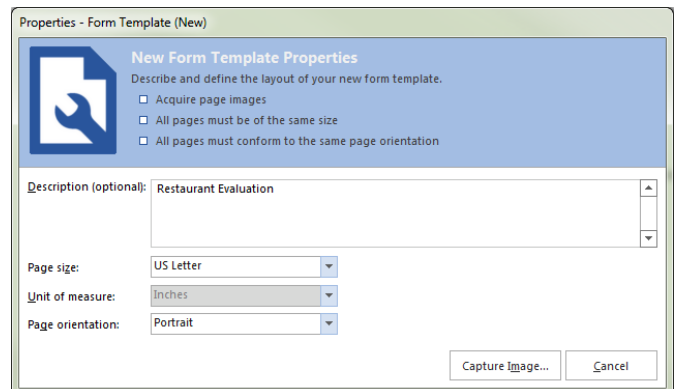 Properties - Form Template (New)
New Form Template Properties
Describe and define the layout of your new form template.
Acquire page images
All pages must be of the same size
All pages must conform to the same page orientation
Description (optional): Restaurant Evaluation
Page size: US Letter
Unit of measure: Inches
Page orientation: Portrait
Capture Image... Cancel